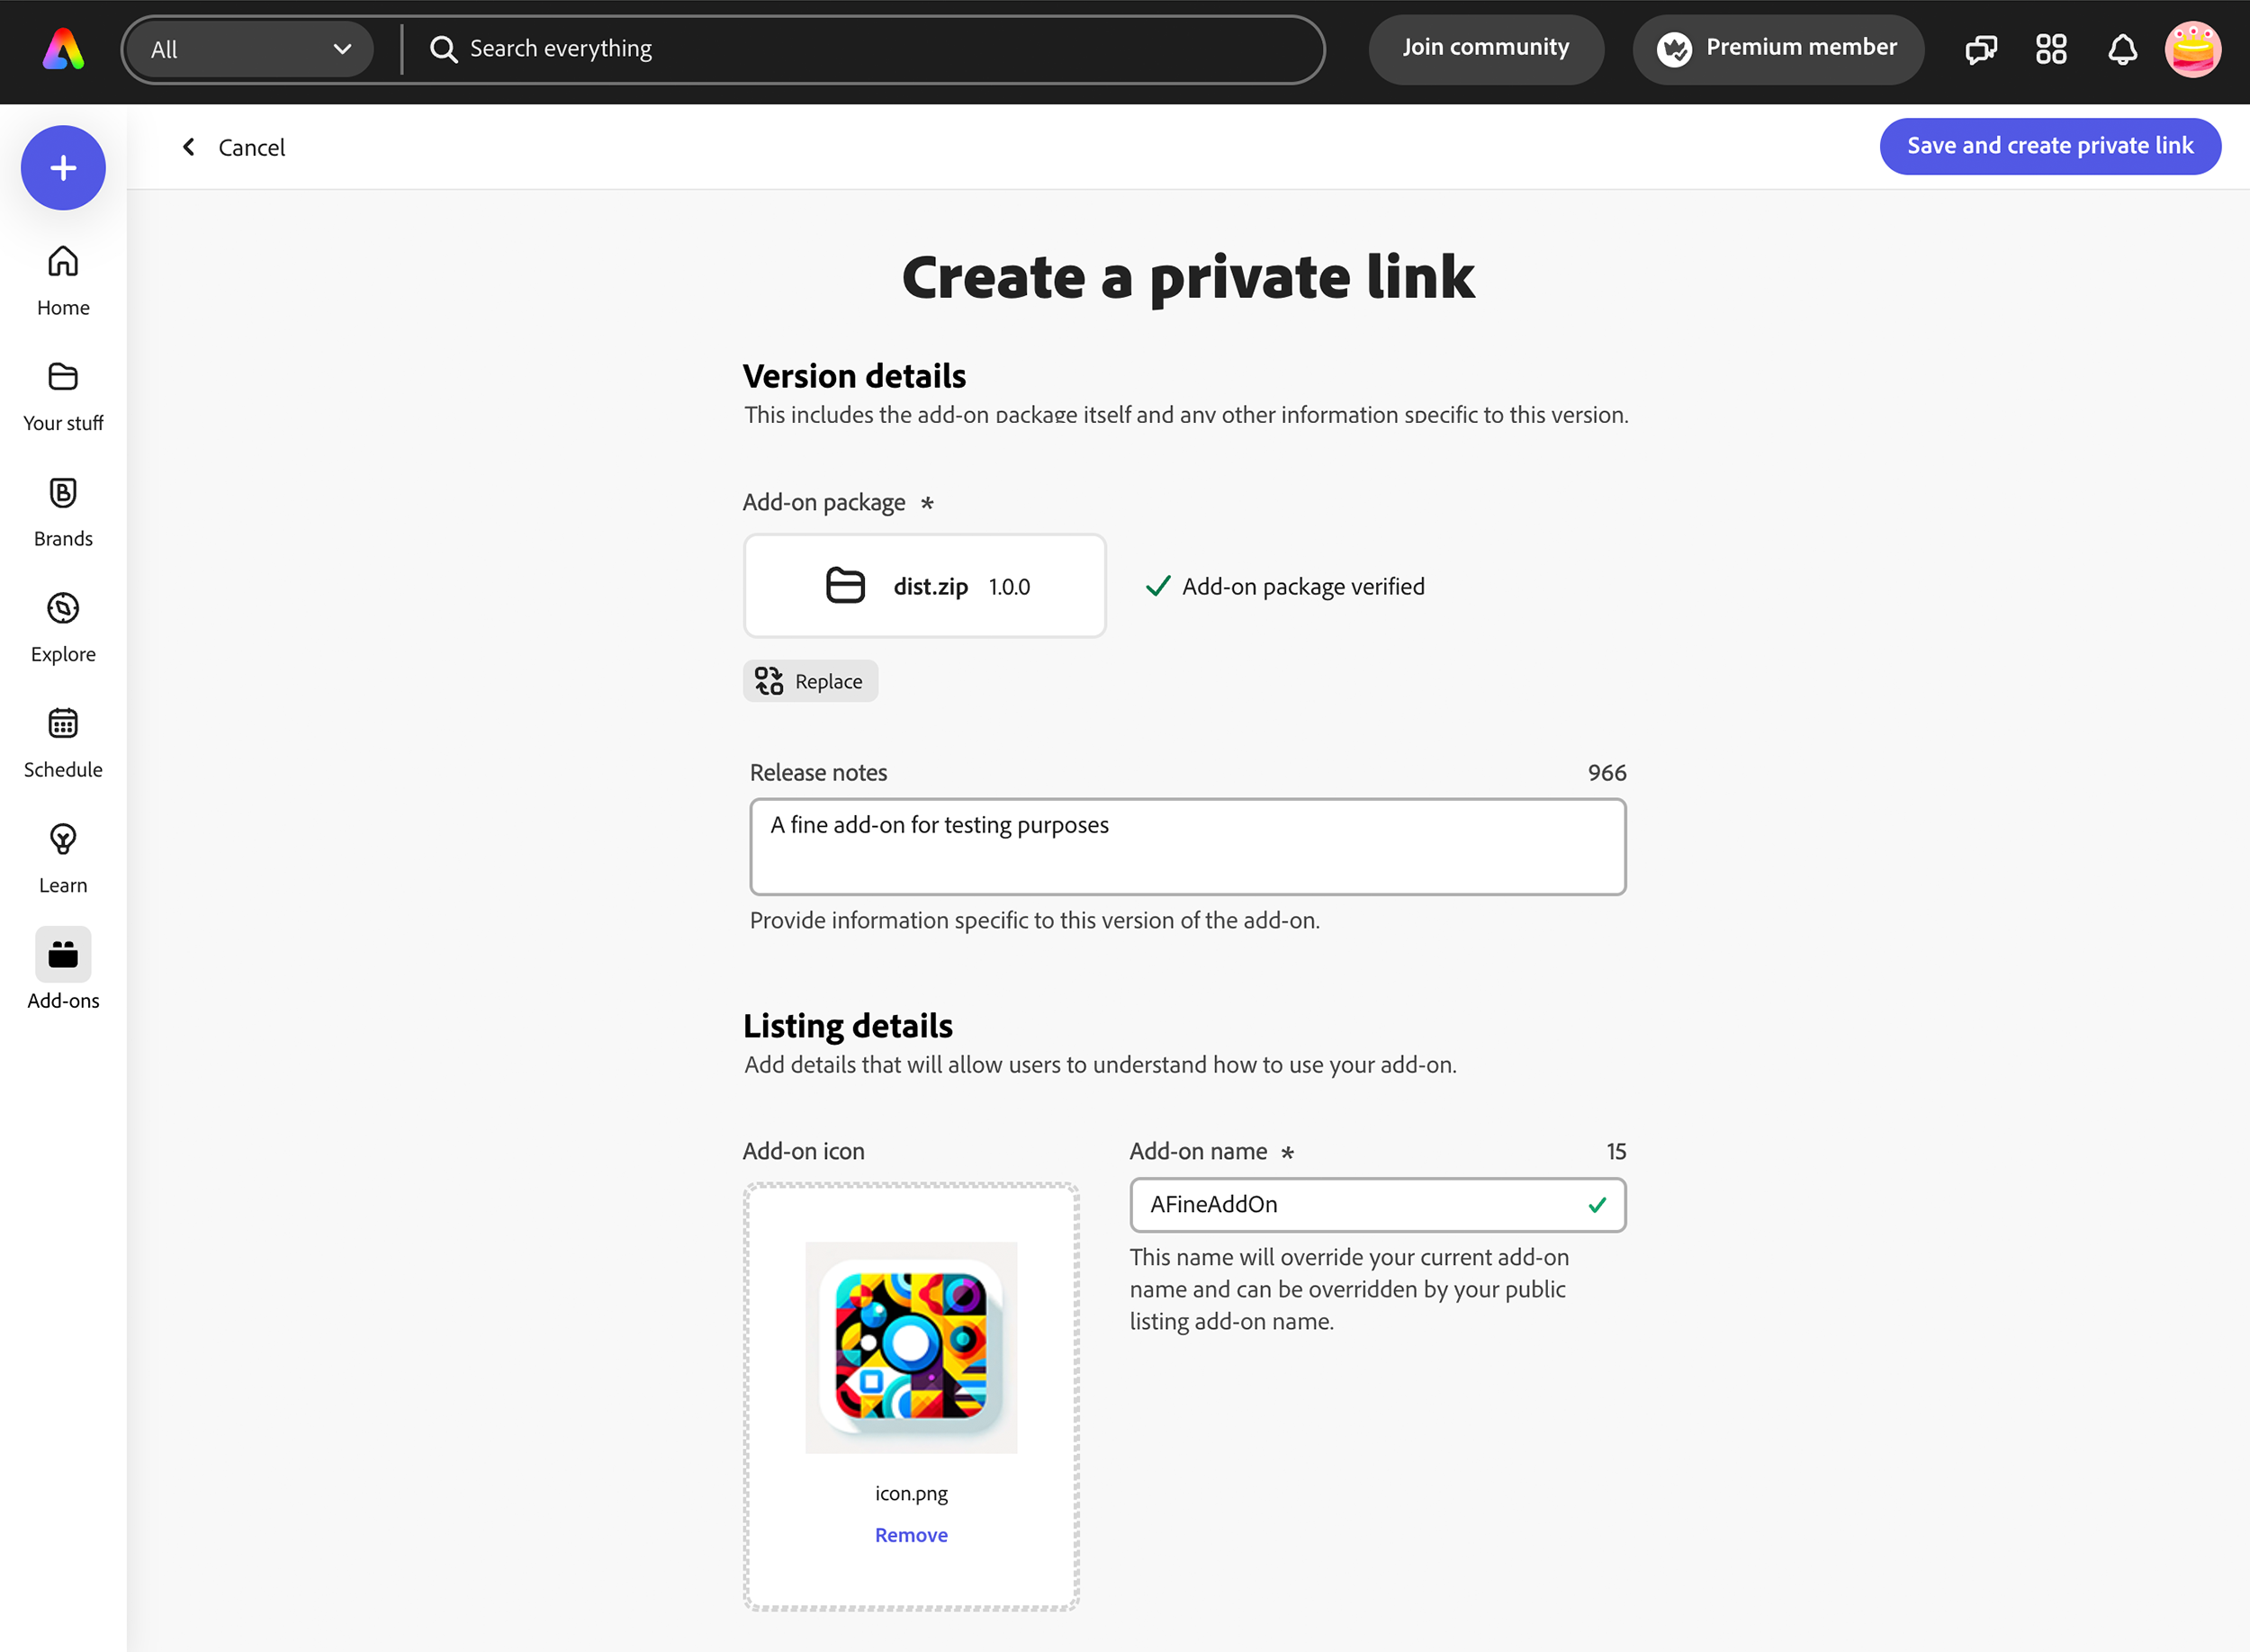 All
Search everything
Join community
Premium member
Cancel
Save and create private link
Home
Your stuff
Brands
Explore
Schedule
Learn
Add-ons
Create a private link
Version details
This includes the add-on package itself and any other information specific to this version.
Add-on package *
dist.zip 1.0.0
Add-on package verified
Replace
Release notes 966
A fine add-on for testing purposes
Provide information specific to this version of the add-on.
Listing details
Add details that will allow users to understand how to use your add-on.
Add-on icon
icon.png
Remove
Add-on name * 15
AFineAddOn
This name will override your current add-on
name and can be overridden by your public
listing add-on name.